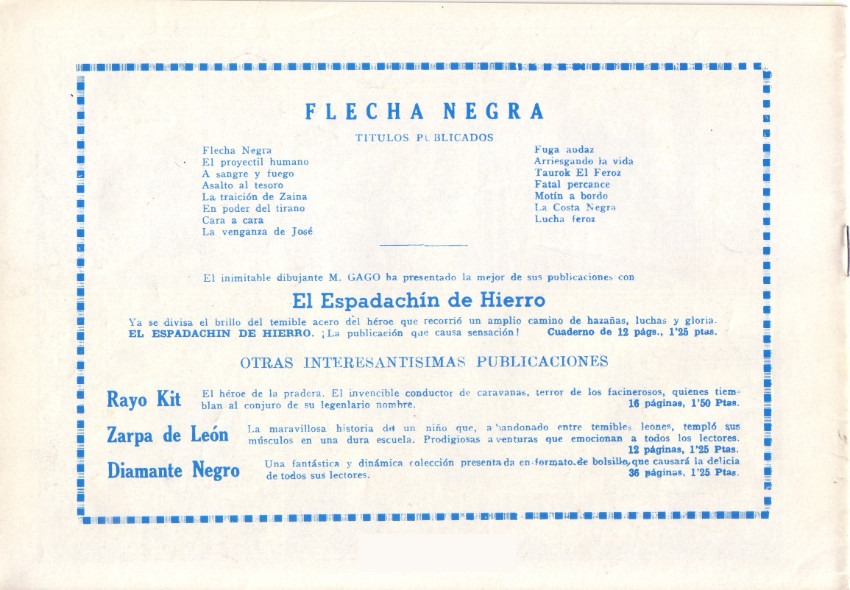 FLECHA NEGRA
TITULOS PUBLICADOS
Flecha Negra
El proyectil humano
A sangre y fuego
Asalto al tesoro
La traición de Zaina
En poder del tirano
Cara a cara
La venganza de José
Fuga audaz
Arriesgando la vida
Taurok El Feroz
Fatal percance
Motín a bordo
La Costa Negra
Lucha feroz
El inimitable dibujante M. GAGO ha presentado la mejor de sus publicaciones con
El Espadachín de Hierro
Ya se divisa el brillo del temible acero del héroe que recorrió un amplio camino de hazañas, luchas y gloria.
EL ESPADACHIN DE HIERRO. ¡La publicación que causa sensación! Cuaderno de 12 págs., 1'25 ptas.
OTRAS INTERESANTISIMAS PUBLICACIONES
Rayo Kit El héroe de la pradera. El invencible conductor de caravanas, terror de los facinerosos, quienes tiem-
blan al conjuro de su legenlario nombre. 16 páginas, 1'50 Ptas.
Zarpa de León La maravillosa historia de un niño que, abandonado entre temibles leones, templó sus
músculos en una dura escuela. Prodigiosas aventuras que emocionan a todos los lectores.
12 páginas, 1'25 Ptas.
Diamante Negro Una fantástica y dinámica colección presentada en formato de bolsillo, que causará la delicia
de todos sus lectores. 36 páginas, 1'25 Ptas.